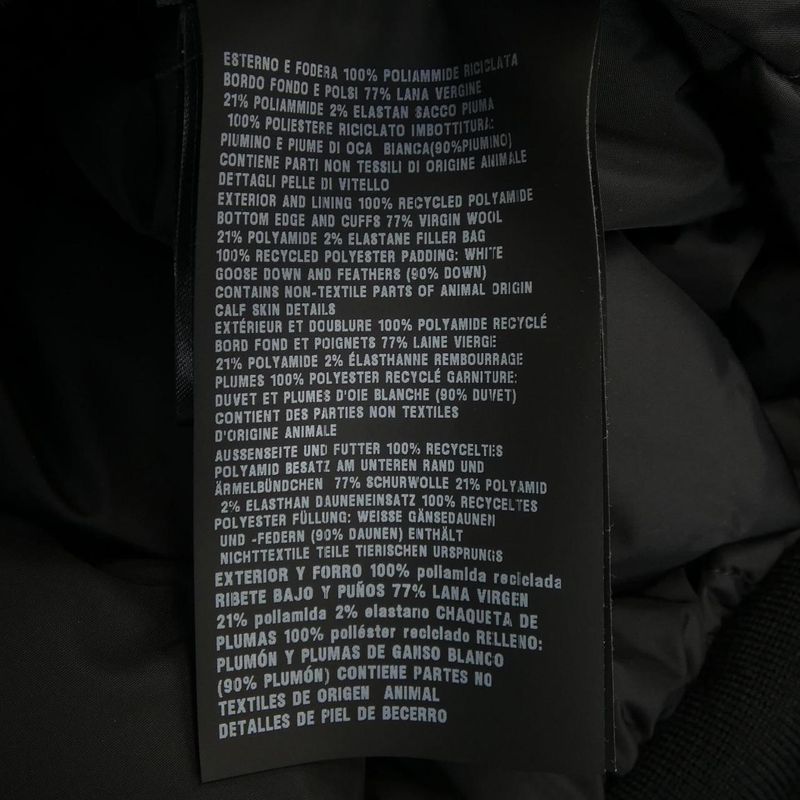 ESTERNO E FODERA 100% POLIAMMIDE RICICLATA
BORDO FONDO E POLSI 77% LANA VERGINE
21% POLIAMMIDE 2% ELASTAN SACCO PIUMA
100% POLIESTERE RICICLATO IMBOTTITURA:
PIUMINO E PIUME DI OCA BIANCA(90%PIUMINO)
CONTIENE PARTI NON TESSILI DI ORIGINE ANIMALE
DETTAGLI PELLE DI VITELLO
EXTERIOR AND LINING 100% RECYCLED POLYAMIDE
BOTTOM EDGE AND CUFFS 77% VIRGIN WOOL
21% POLYAMIDE 2% ELASTANE FILLER BAG
100% RECYCLED POLYESTER PADDING: WHITE
GOOSE DOWN AND FEATHERS (90% DOWN)
CONTAINS NON-TEXTILE PARTS OF ANIMAL ORIGIN
CALF SKIN DETAILS
EXTÉRIEUR ET DOUBLURE 100% POLYAMIDE RECYCLÉ
BORD FOND ET POIGNETS 77% LAINE VIERGE
21% POLYAMIDE 2% ÉLASTHANNE REMBOURRAGE
PLUMES 100% POLYESTER RECYCLÉ GARNITURE:
DUVET ET PLUMES D'OIE BLANCHE (90% DUVET)
CONTIENT DES PARTIES NON TEXTILES
D'ORIGINE ANIMALE
AUSSENSEITE UND FUTTER 100% RECYCELTES
POLYAMID BESATZ AM UNTEREN RAND UND
ÄRMELBÜNDCHEN 77% SCHURWOLLE 21% POLYAMID
2% ELASTHAN DAUNENEINSATZ 100% RECYCELTES
POLYESTER FÜLLUNG: WEISSE GÄNSEDAUNEN
UND -FEDERN (90% DAUNEN) ENTHÄLT
NICHTTEXTILE TEILE TIERISCHEN URSPRUNGS
EXTERIOR Y FORRO 100% poliamida reciclada
RIBETE BAJO Y PUÑOS 77% LANA VIRGEN
21% poliamida 2% elastano CHAQUETA DE
PLUMAS 100% poliéster reciclado RELLENO:
PLUMÓN Y PLUMAS DE GANSO BLANCO
(90% PLUMÓN) CONTIENE PARTES NO
TEXTILES DE ORIGEN ANIMAL
DETALLES DE PIEL DE BECERRO